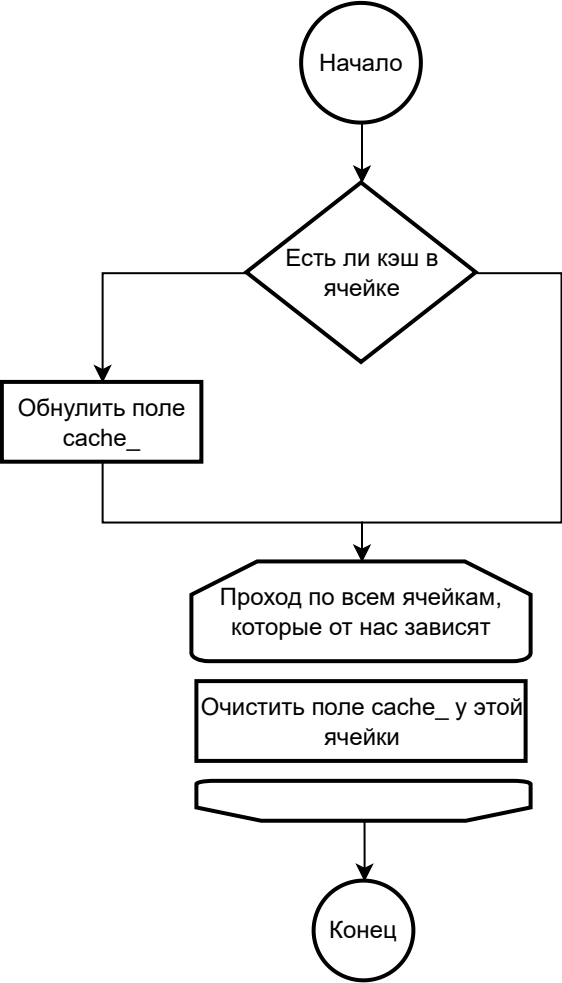 Начало
Есть ли кэш в
ячейке
Обнулить поле
cache_
Проход по всем ячейкам,
которые от нас зависят
Очистить поле cache_ у этой
ячейки
Конец